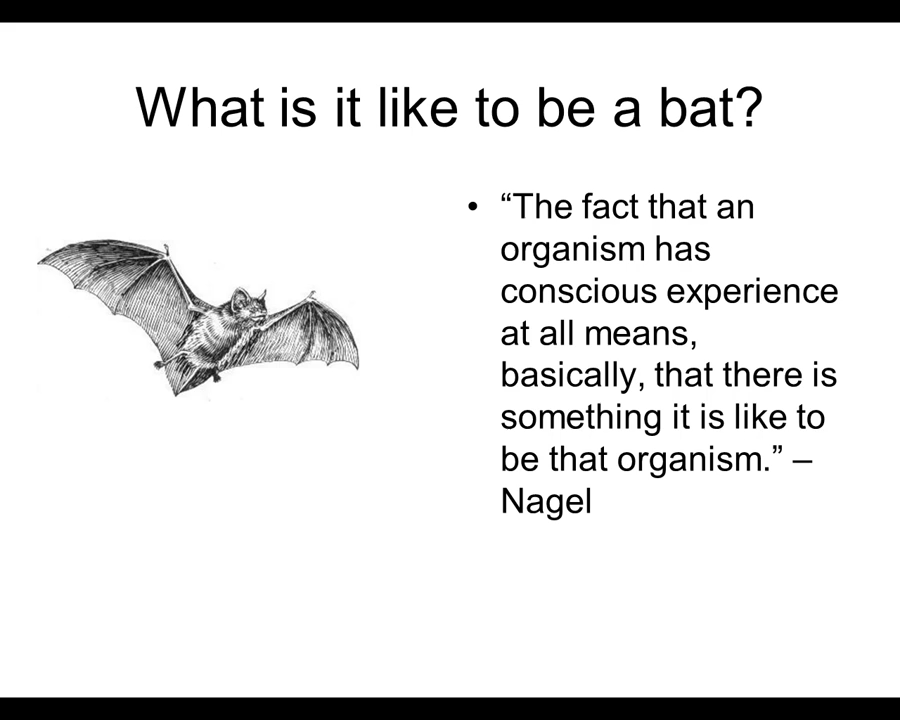 What is it like to be a bat?
• “The fact that an
organism has
conscious experience
at all means,
basically, that there is
something it is like to
be that organism.” –
Nagel